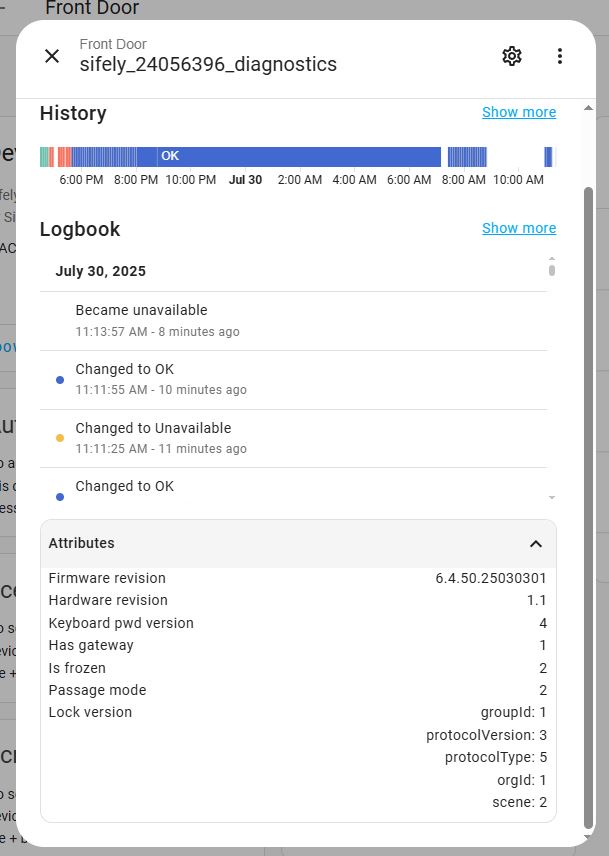 Front Door
Front Door
sifely_24056396_diagnostics
History
Show more
OK
6:00 PM 8:00 PM 10:00 PM Jul 30 2:00 AM 4:00 AM 6:00 AM 8:00 AM 10:00 AM
Logbook
Show more
July 30, 2025
Became unavailable
11:13:57 AM - 8 minutes ago
Changed to OK
11:11:55 AM - 10 minutes ago
Changed to Unavailable
11:11:25 AM - 11 minutes ago
Changed to OK
Attributes
Firmware revision 6.4.50.25030301
Hardware revision 1.1
Keyboard pwd version 4
Has gateway 1
Is frozen 2
Passage mode 2
Lock version groupId: 1
protocolVersion: 3
protocolType: 5
orgId: 1
scene: 2